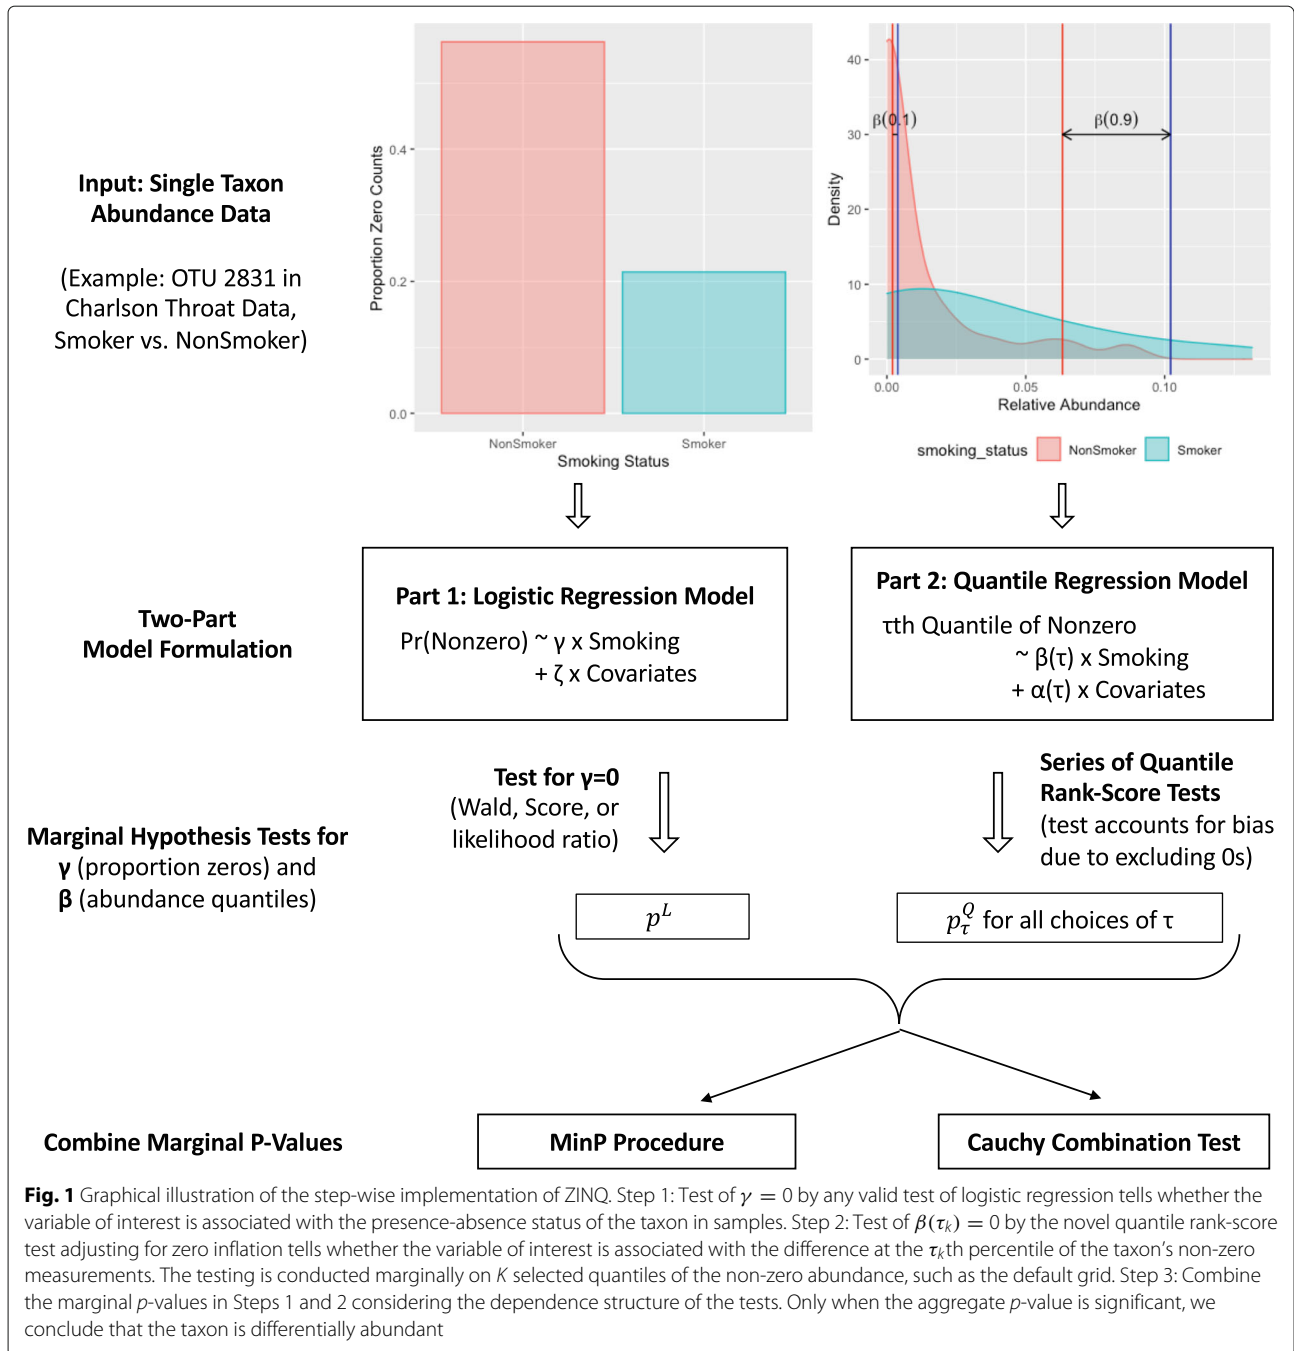 Input: Single Taxon
Abundance Data
(Example: OTU 2831 in
Charlson Throat Data,
Smoker vs. NonSmoker)
Proportion Zero Counts
0.4
0.2
0.0
NonSmoker
Smoker
Smoking Status
Density
40
30
20
10
0
β(0.1)
β(0.9)
0.00
0.05
0.10
Relative Abundance
smoking_status NonSmoker Smoker
Two-Part
Model Formulation
Part 1: Logistic Regression Model
Pr(Nonzero) ~ γ x Smoking
+ ζ x Covariates
Part 2: Quantile Regression Model
τth Quantile of Nonzero
~ β(τ) x Smoking
+ α(τ) x Covariates
Marginal Hypothesis Tests for
γ (proportion zeros) and
β (abundance quantiles)
Test for γ=0
(Wald, Score, or
likelihood ratio)
Series of Quantile
Rank-Score Tests
(test accounts for bias
due to excluding 0s)
p^L
p_τ^Q for all choices of τ
Combine Marginal P-Values
MinP Procedure
Cauchy Combination Test
Fig. 1 Graphical illustration of the step-wise implementation of ZINQ. Step 1: Test of γ = 0 by any valid test of logistic regression tells whether the
variable of interest is associated with the presence-absence status of the taxon in samples. Step 2: Test of β(τ_k) = 0 by the novel quantile rank-score
test adjusting for zero inflation tells whether the variable of interest is associated with the difference at the τ_kth percentile of the taxon's non-zero
measurements. The testing is conducted marginally on K selected quantiles of the non-zero abundance, such as the default grid. Step 3: Combine
the marginal p-values in Steps 1 and 2 considering the dependence structure of the tests. Only when the aggregate p-value is significant, we
conclude that the taxon is differentially abundant